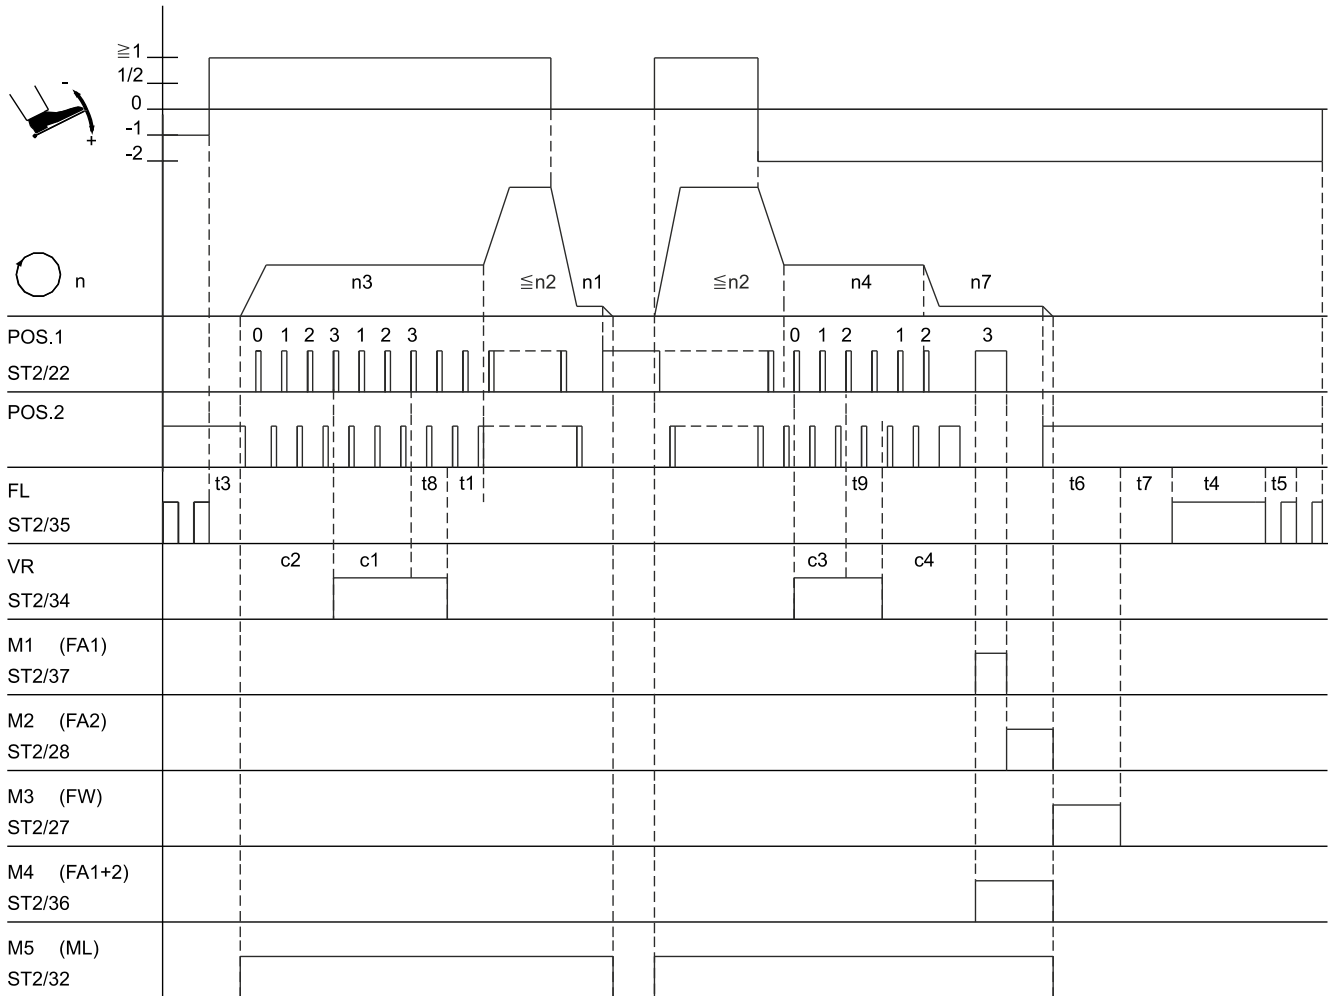 ≧1
1/2
0
-1
-2
-
+
n
n3
≦n2
n1
≦n2
n4
n7
POS.1
0 1 2 3 1 2 3
0 1 2 1 2 3
ST2/22
POS.2
FL
t3 t8 t1 t9 t6 t7 t4 t5
ST2/35
VR
c2 c1 c3 c4
ST2/34
M1 (FA1)
ST2/37
M2 (FA2)
ST2/28
M3 (FW)
ST2/27
M4 (FA1+2)
ST2/36
M5 (ML)
ST2/32